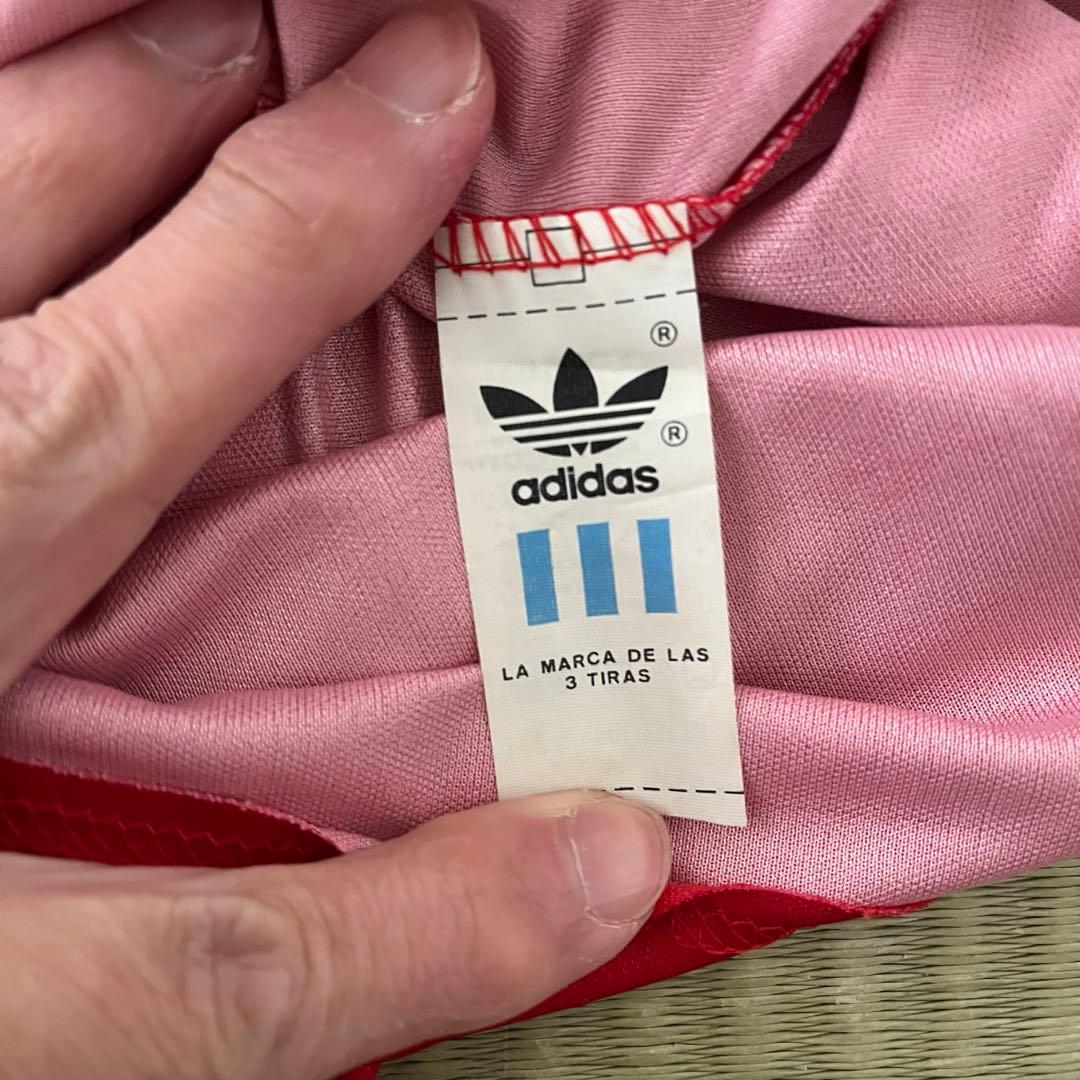 ®
®
adidas
LA MARCA DE LAS
3 TIRAS